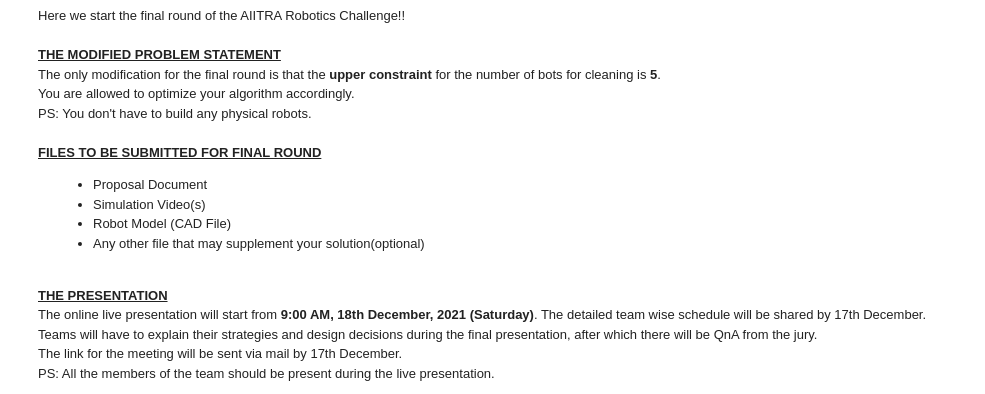 Here we start the final round of the AIITRA Robotics Challenge!!
THE MODIFIED PROBLEM STATEMENT
The only modification for the final round is that the upper constraint for the number of bots for cleaning is 5.
You are allowed to optimize your algorithm accordingly.
PS: You don't have to build any physical robots.
FILES TO BE SUBMITTED FOR FINAL ROUND
• Proposal Document
• Simulation Video(s)
• Robot Model (CAD File)
• Any other file that may supplement your solution(optional)
THE PRESENTATION
The online live presentation will start from 9:00 AM, 18th December, 2021 (Saturday). The detailed team wise schedule will be shared by 17th December.
Teams will have to explain their strategies and design decisions during the final presentation, after which there will be QnA from the jury.
The link for the meeting will be sent via mail by 17th December.
PS: All the members of the team should be present during the live presentation.